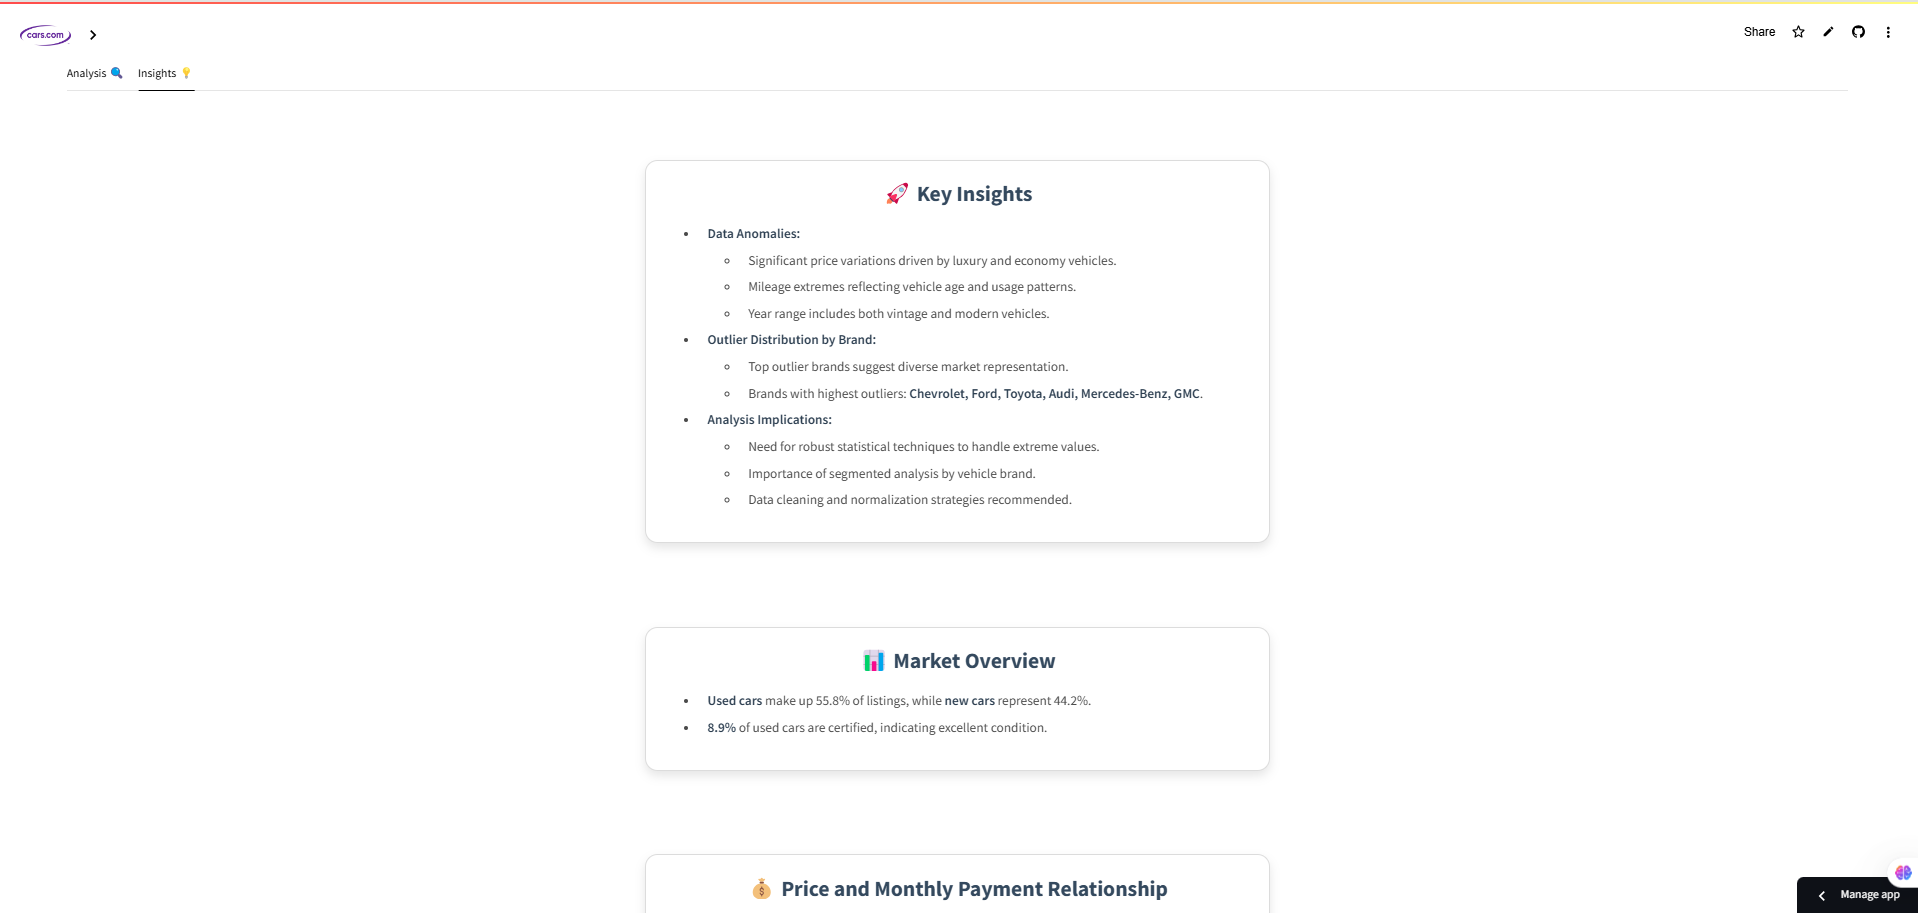 cars.com
Share
Analysis
Insights
Key Insights
Data Anomalies:
Significant price variations driven by luxury and economy vehicles.
Mileage extremes reflecting vehicle age and usage patterns.
Year range includes both vintage and modern vehicles.
Outlier Distribution by Brand:
Top outlier brands suggest diverse market representation.
Brands with highest outliers: Chevrolet, Ford, Toyota, Audi, Mercedes-Benz, GMC.
Analysis Implications:
Need for robust statistical techniques to handle extreme values.
Importance of segmented analysis by vehicle brand.
Data cleaning and normalization strategies recommended.
Market Overview
Used cars make up 55.8% of listings, while new cars represent 44.2%.
8.9% of used cars are certified, indicating excellent condition.
Price and Monthly Payment Relationship
Manage app